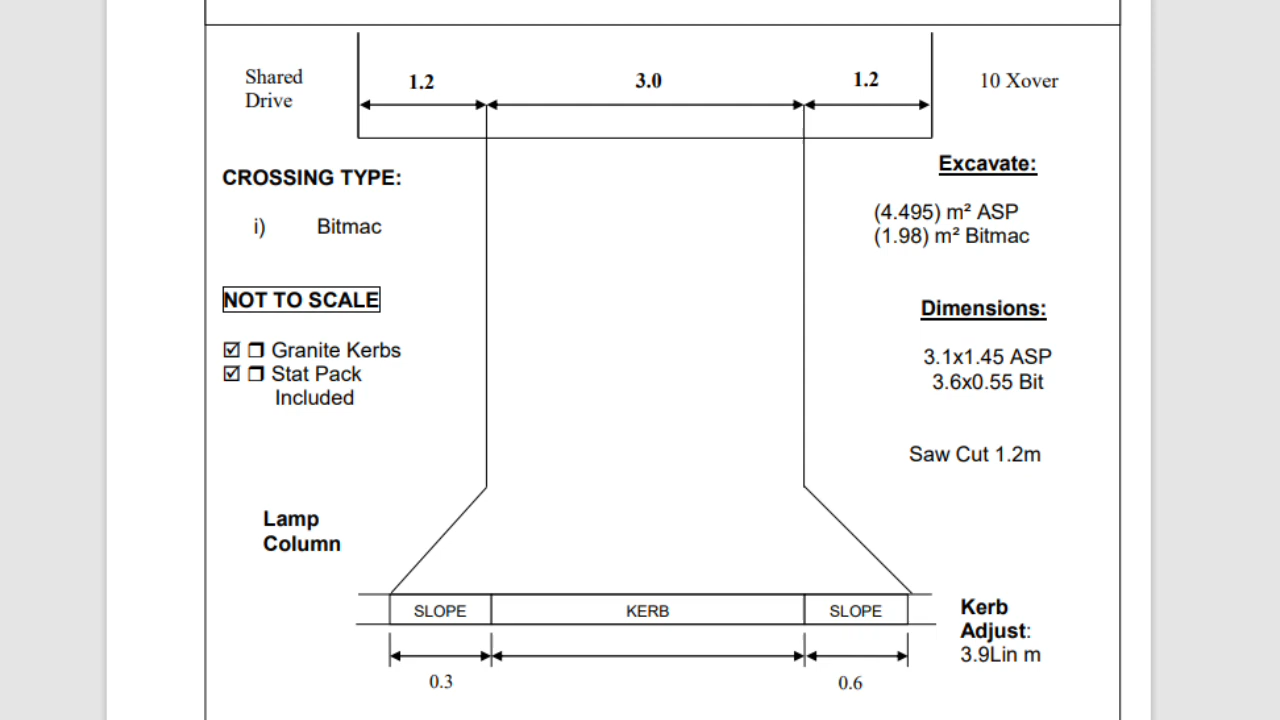 Shared
Drive
1.2
3.0
1.2
10 Xover
CROSSING TYPE:
i) Bitmac
NOT TO SCALE
☑ ❒ Granite Kerbs
☑ ❒ Stat Pack
Included
Excavate:
(4.495) m² ASP
(1.98) m² Bitmac
Dimensions:
3.1x1.45 ASP
3.6x0.55 Bit
Saw Cut 1.2m
Lamp
Column
SLOPE
KERB
SLOPE
Kerb
Adjust:
3.9Lin m
0.3
0.6